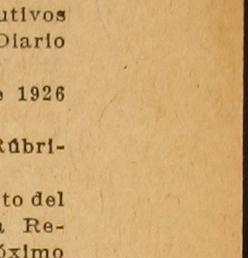 utivos
Diario
e 1926
Rúbri-
to del
a Re-
óximo